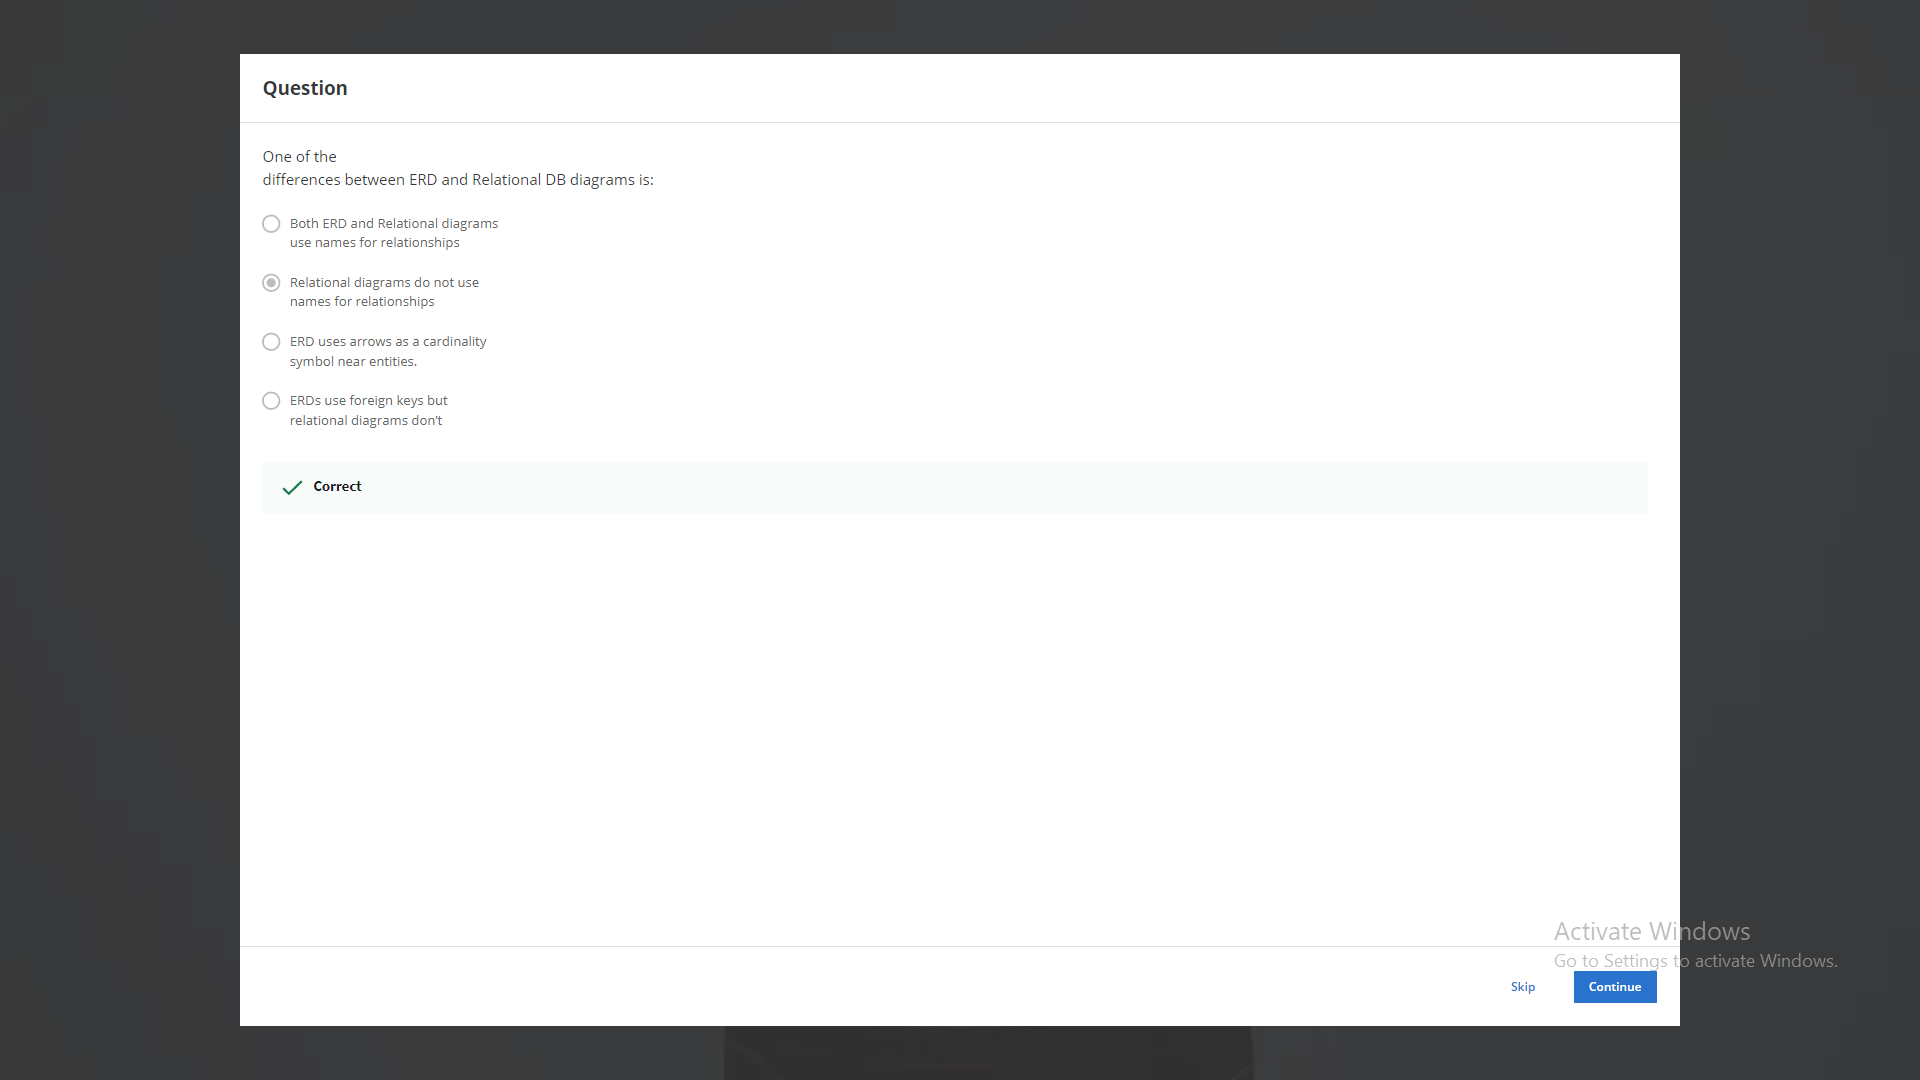 Question
One of the
differences between ERD and Relational DB diagrams is:
Both ERD and Relational diagrams
use names for relationships
Relational diagrams do not use
names for relationships
ERD uses arrows as a cardinality
symbol near entities.
ERDs use foreign keys but
relational diagrams don't
Correct
Activate Windows
Go to Settings to activate Windows.
Skip
Continue